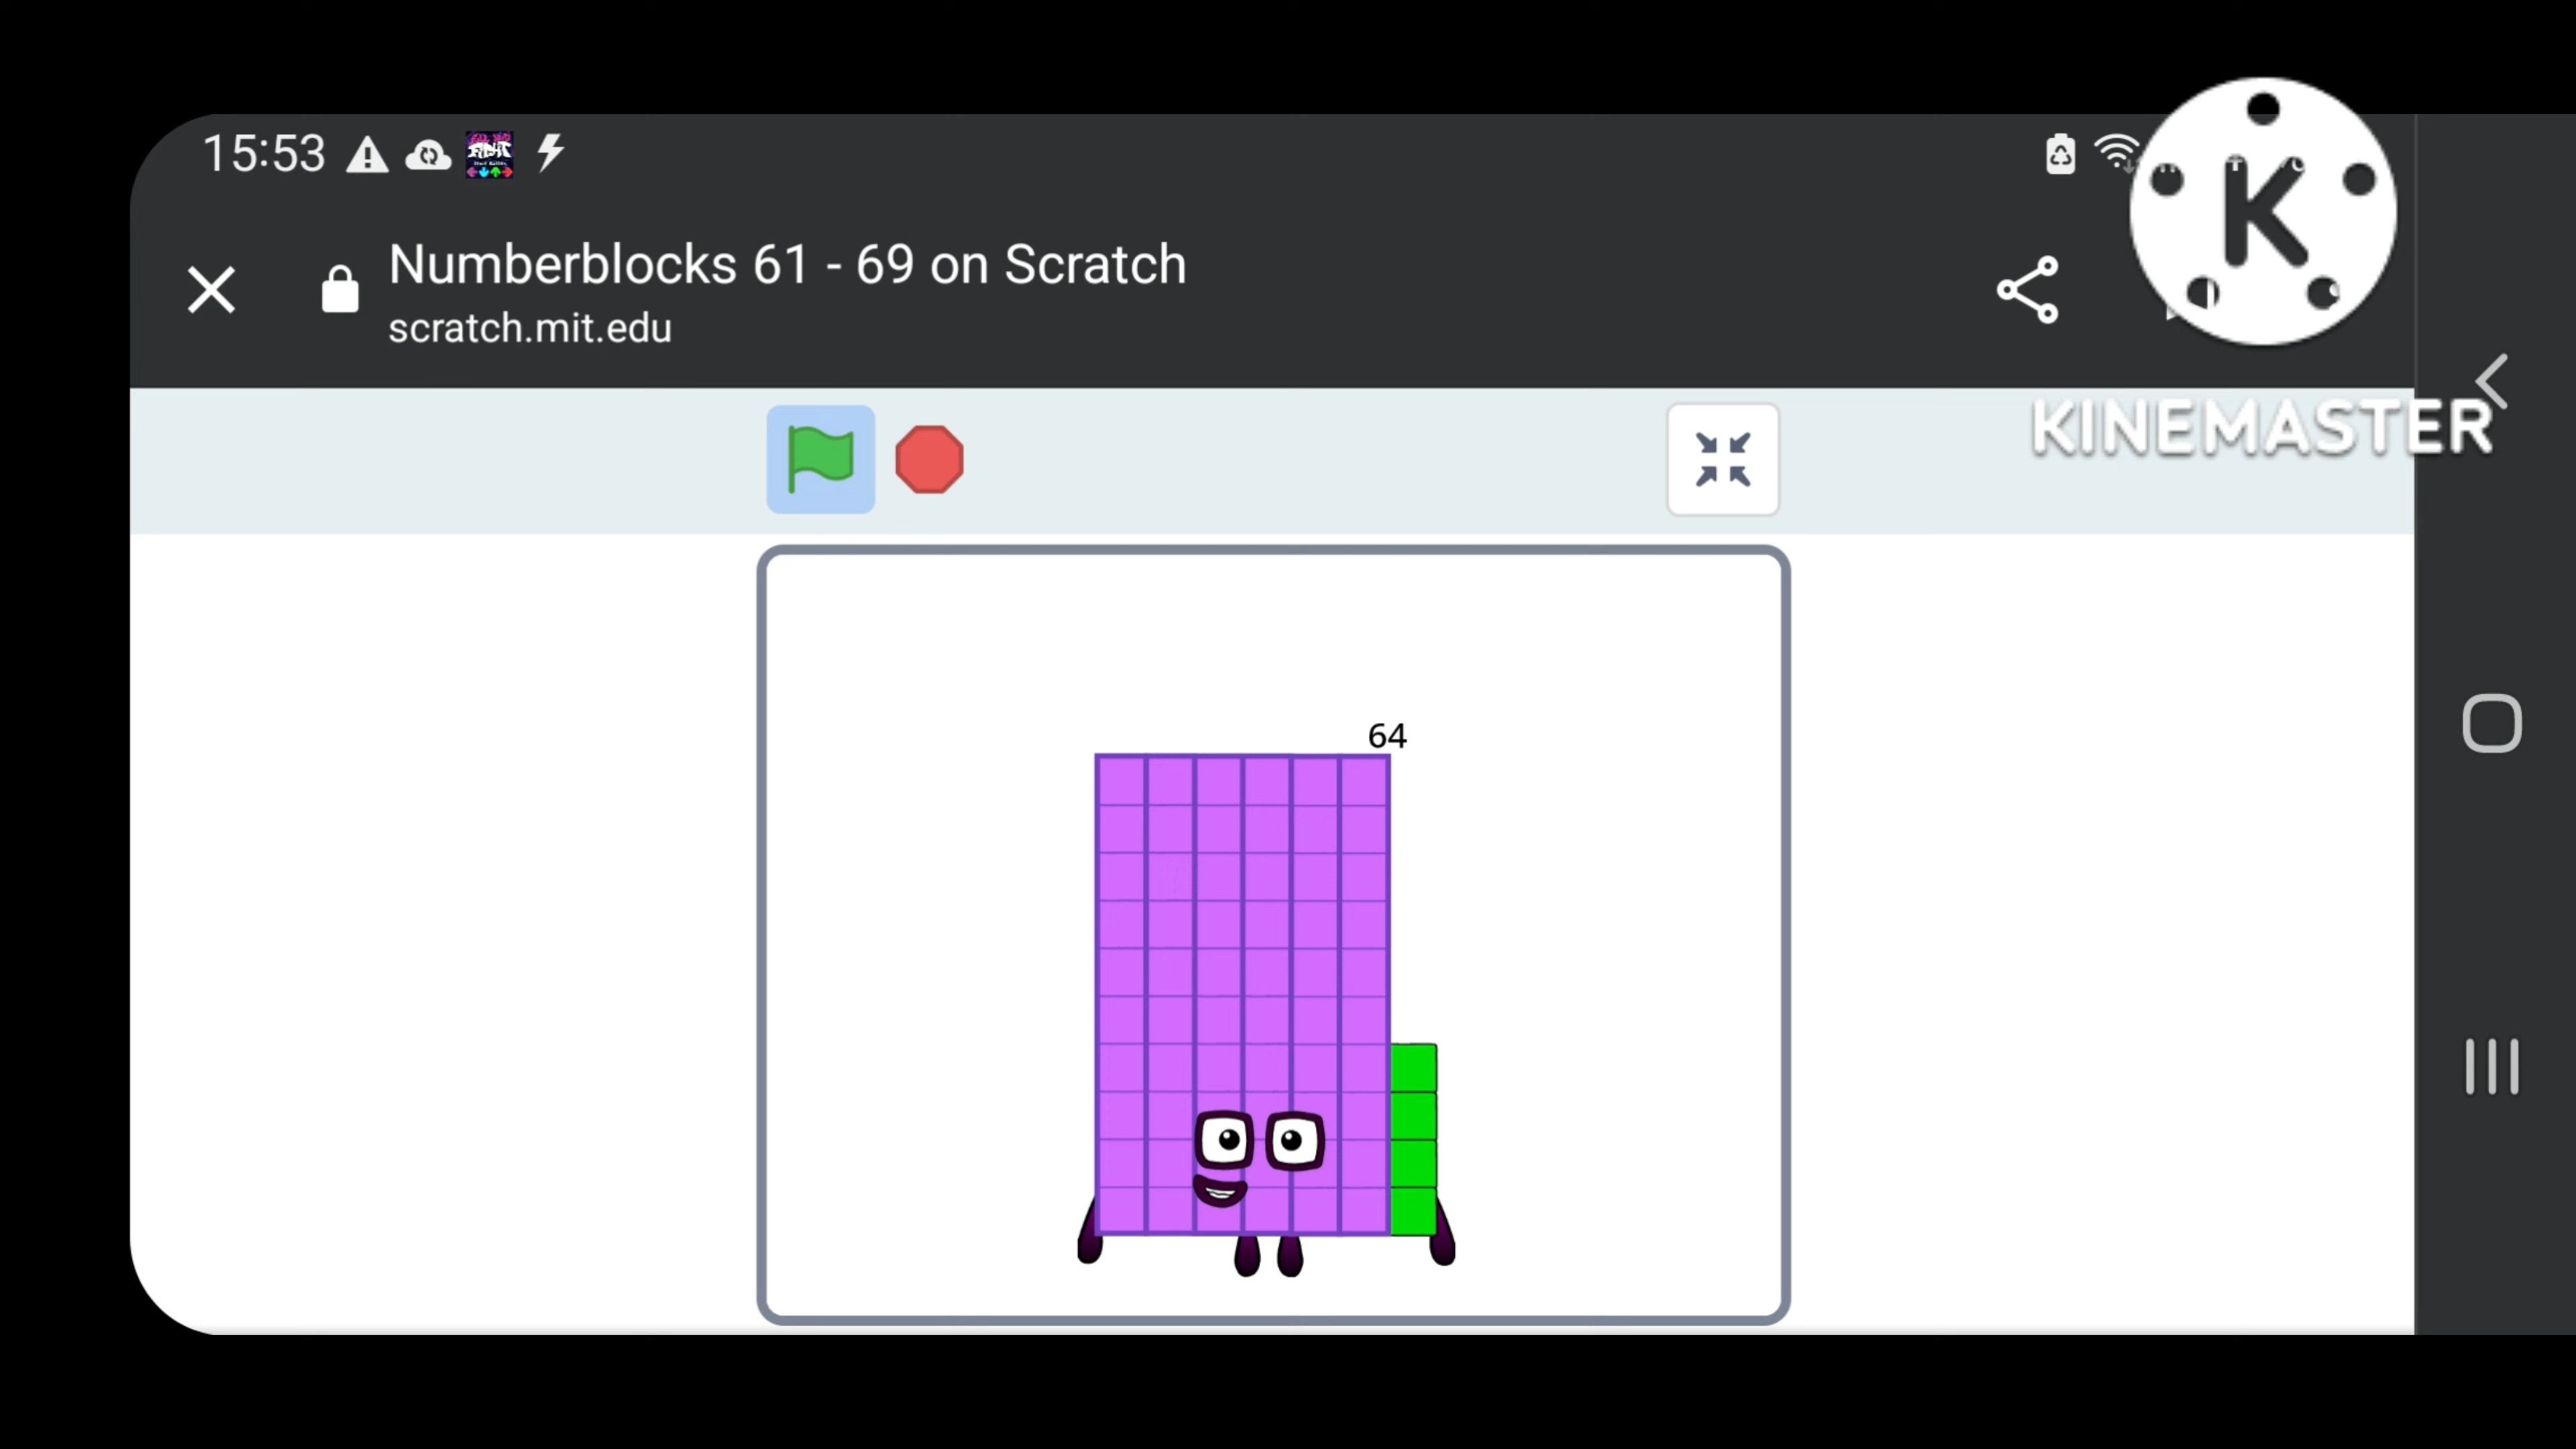 15:53
Numberblocks 61 - 69 on Scratch
scratch.mit.edu
K
KINEMASTER
64